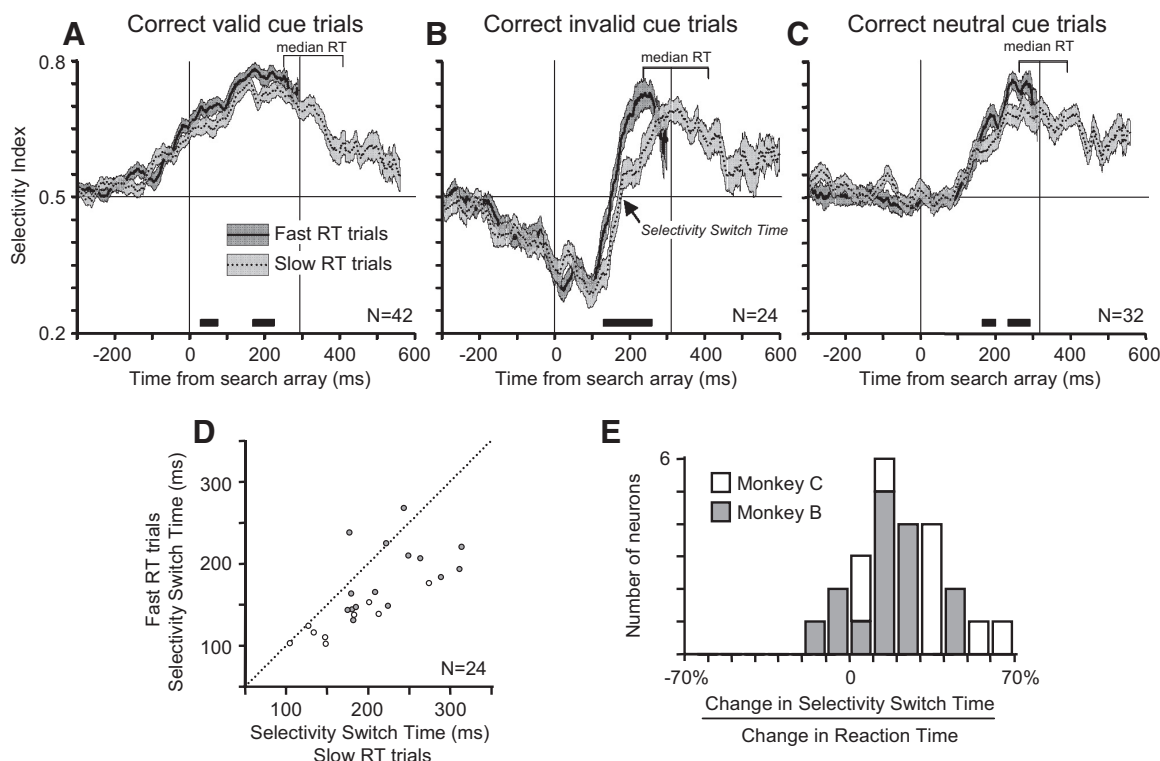 A
Correct valid cue trials
median RT
0.8
0.5
0.2
Selectivity Index
Fast RT trials
Slow RT trials
N=42
-200 0 200 400 600
Time from search array (ms)
B
Correct invalid cue trials
median RT
Selectivity Switch Time
N=24
-200 0 200 400 600
Time from search array (ms)
C
Correct neutral cue trials
median RT
N=32
-200 0 200 400 600
Time from search array (ms)
D
Fast RT trials
Selectivity Switch Time (ms)
300
200
100
N=24
100 200 300
Selectivity Switch Time (ms)
Slow RT trials
E
Number of neurons
6
Monkey C
Monkey B
-70% 0 70%
Change in Selectivity Switch Time
Change in Reaction Time